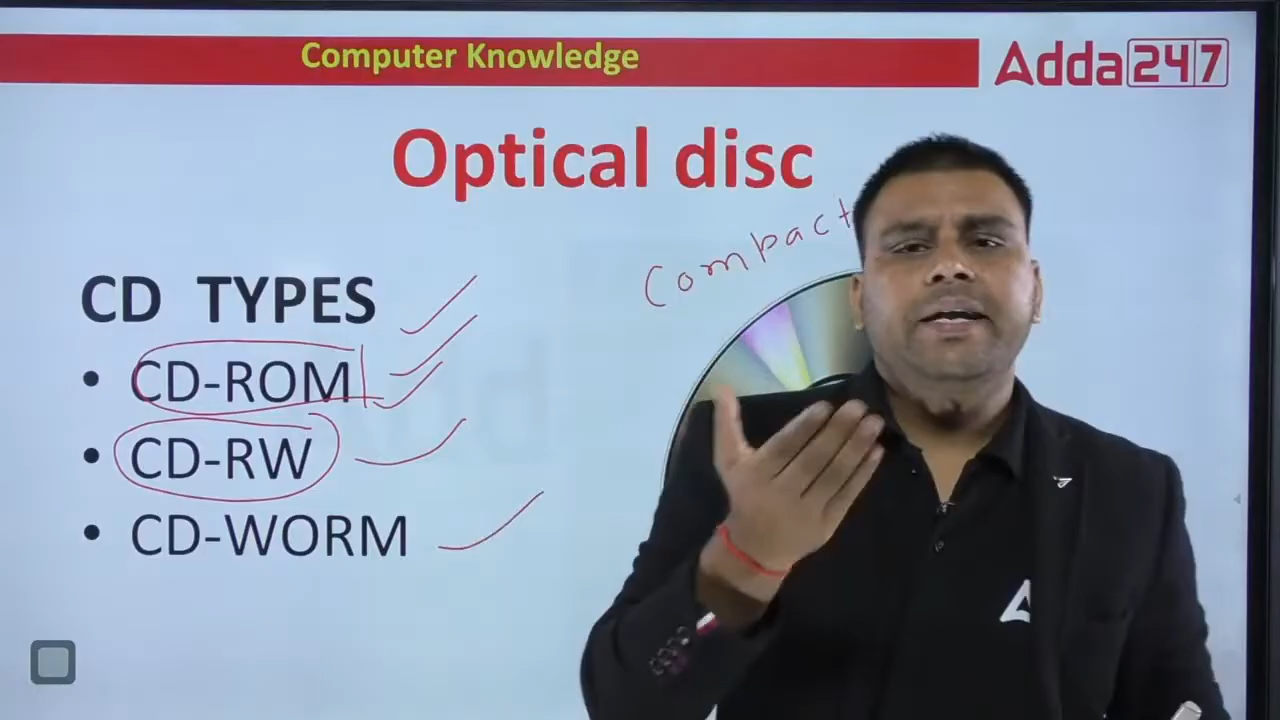 Computer Knowledge
Adda247
Optical disc
Compact
CD TYPES
• CD-ROM
• CD-RW
• CD-WORM